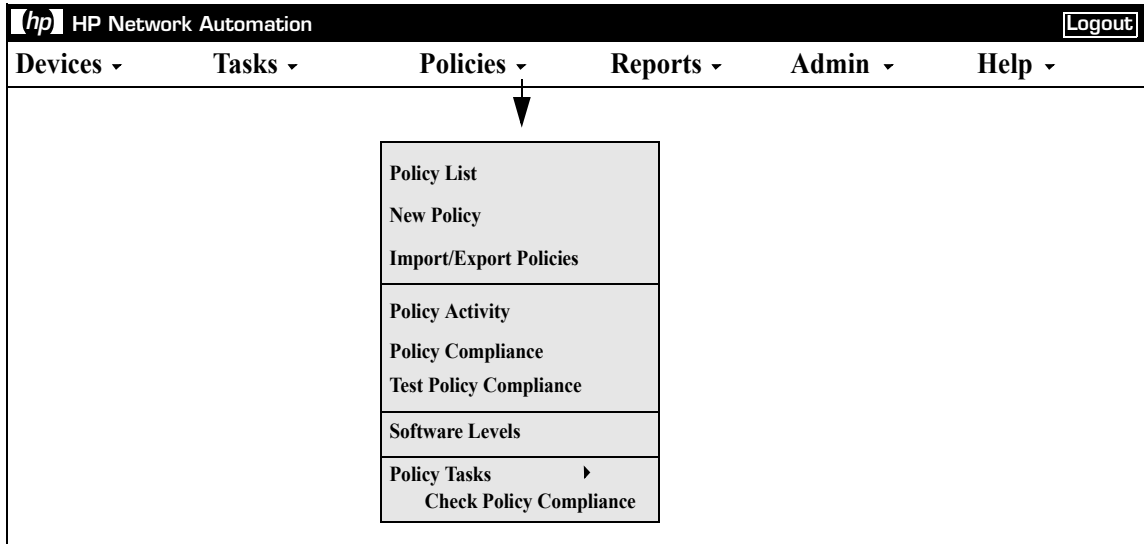 hp HP Network Automation Logout
Devices Tasks Policies Reports Admin Help
Policy List
New Policy
Import/Export Policies
Policy Activity
Policy Compliance
Test Policy Compliance
Software Levels
Policy Tasks
Check Policy Compliance